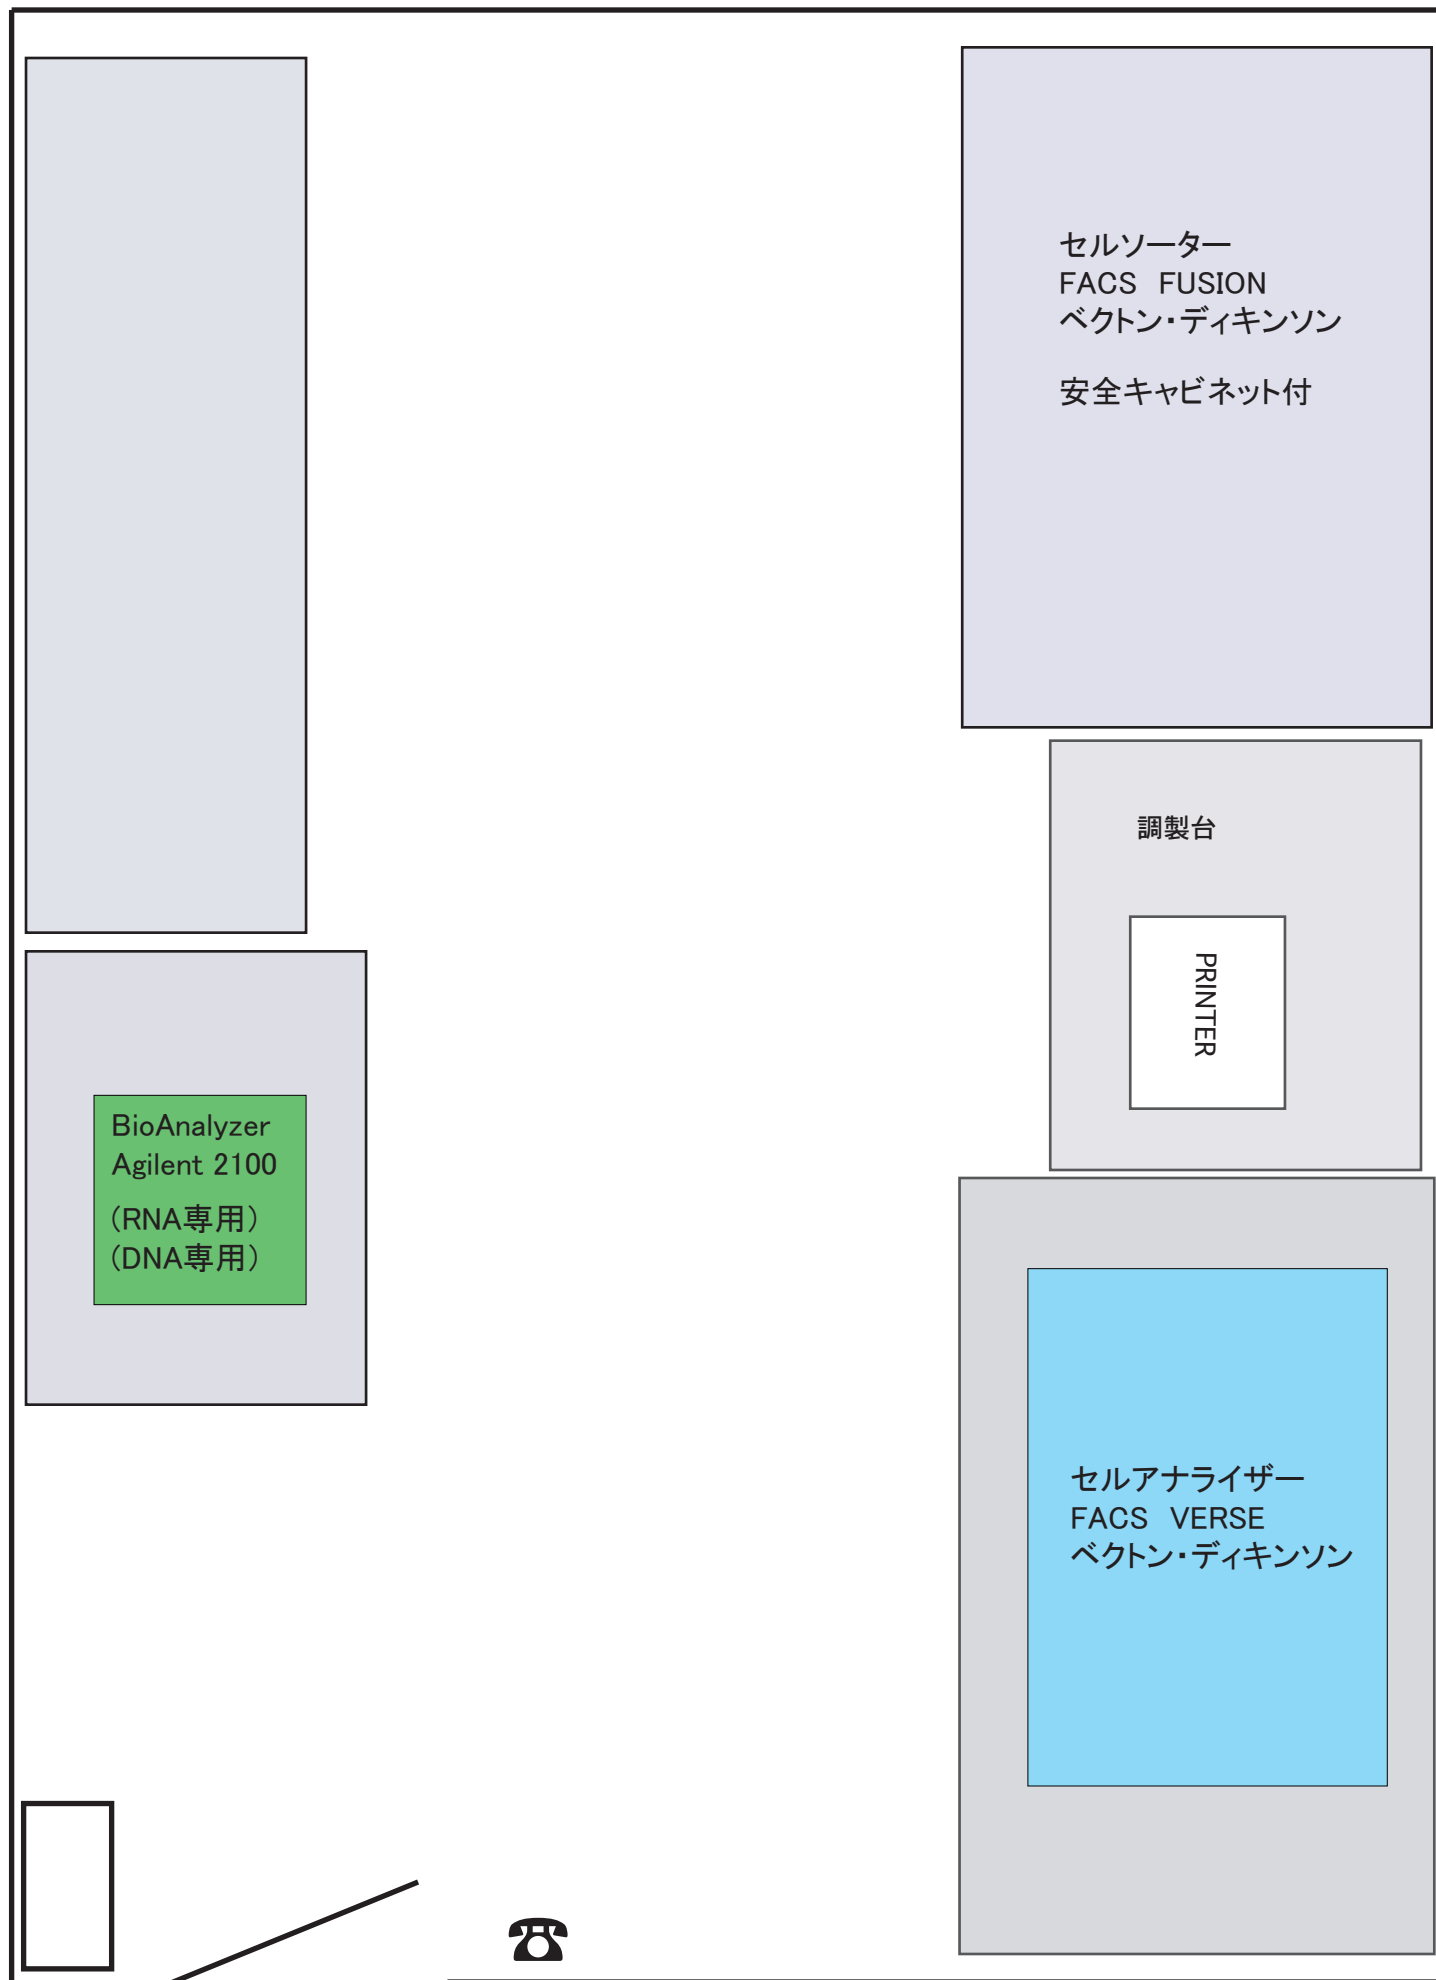 セルソーター
FACS FUSION
ベクトン・ディキンソン
安全キャビネット付
調製台
PRINTER
BioAnalyzer
Agilent 2100
(RNA専用)
(DNA専用)
セルアナライザー
FACS VERSE
ベクトン・ディキンソン